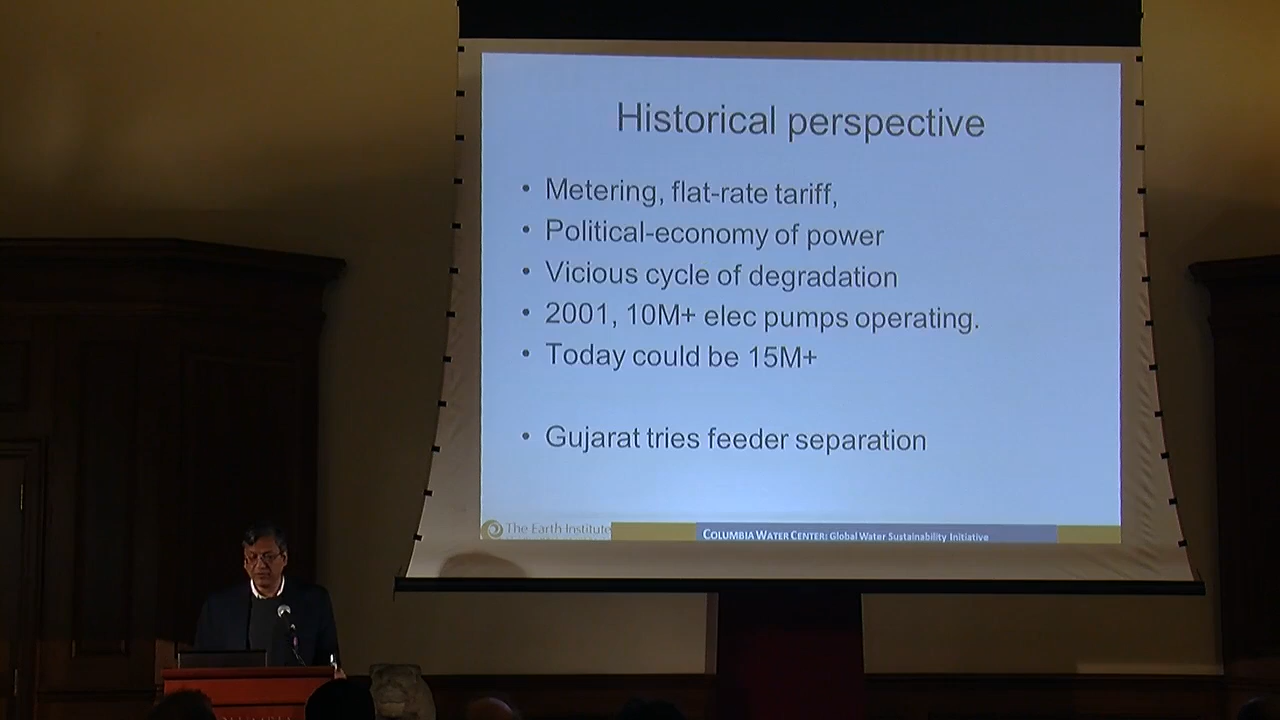 Historical perspective
• Metering, flat-rate tariff,
• Political-economy of power
• Vicious cycle of degradation
• 2001, 10M+ elec pumps operating.
• Today could be 15M+
• Gujarat tries feeder separation
The Earth Institute
COLUMBIA WATER CENTER: Global Water Sustainability Initiative